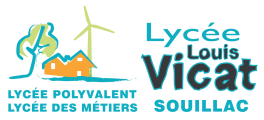 Lycée
Louis
Vicat
SOUILLAC
LYCÉE POLYVALENT
LYCÉE DES MÉTIERS